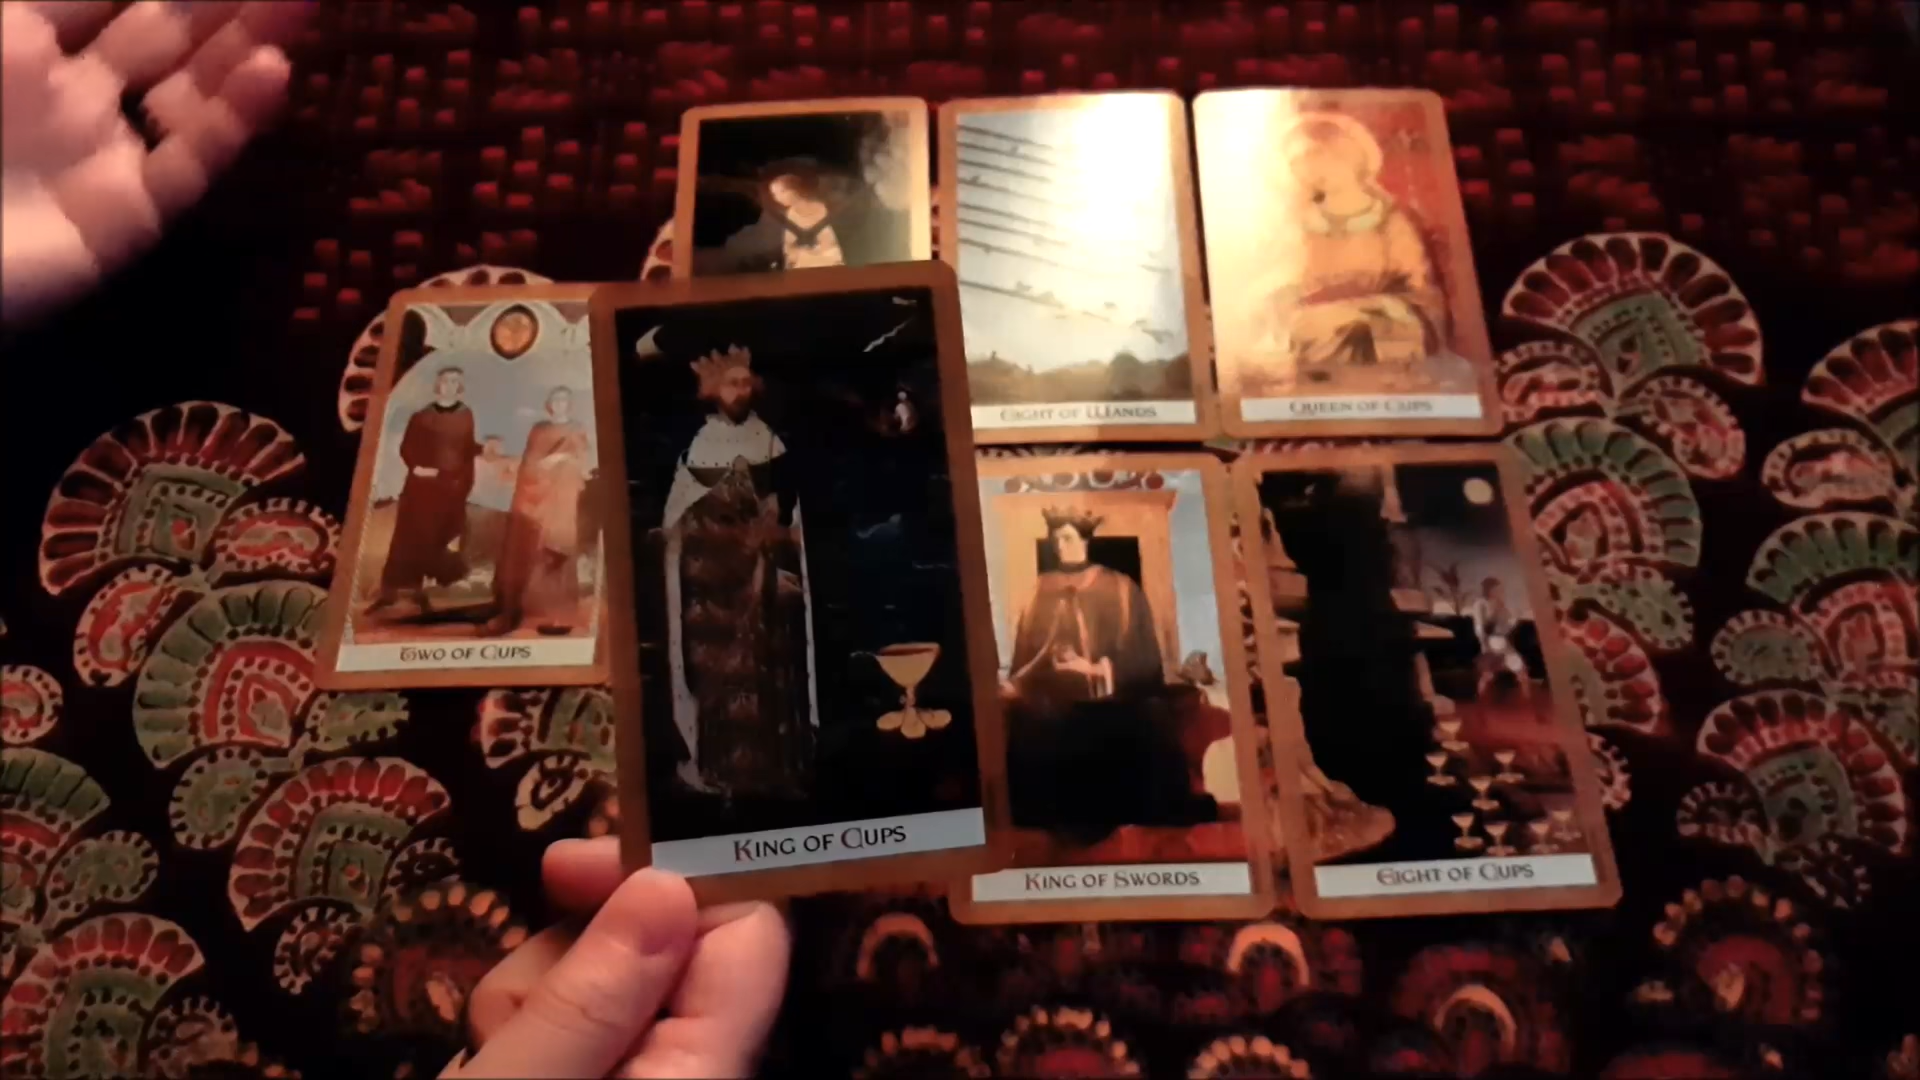 EIGHT OF WANDS
QUEEN OF CUPS
TWO OF CUPS
KING OF CUPS
KING OF SWORDS
EIGHT OF CUPS